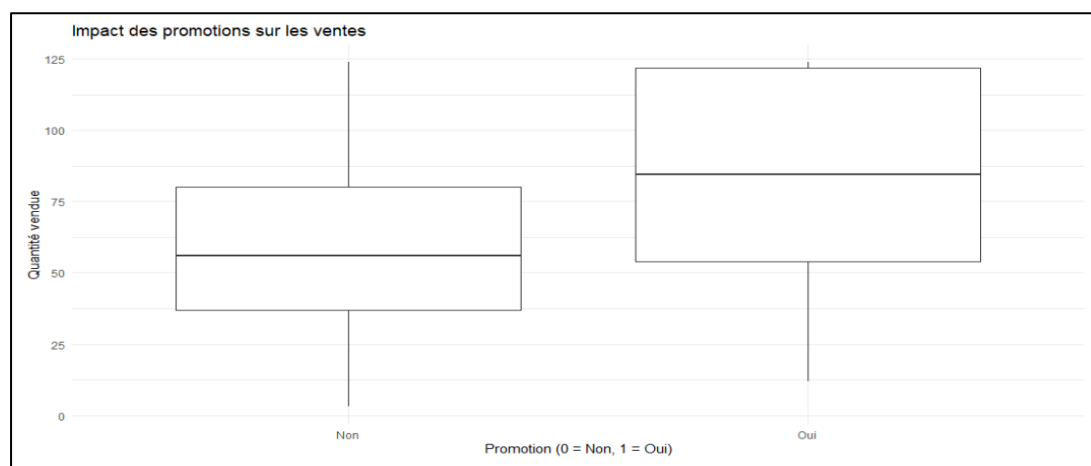 Impact des promotions sur les ventes
125
100
75
50
25
0
Quantité vendue
Non
Oui
Promotion (0 = Non, 1 = Oui)